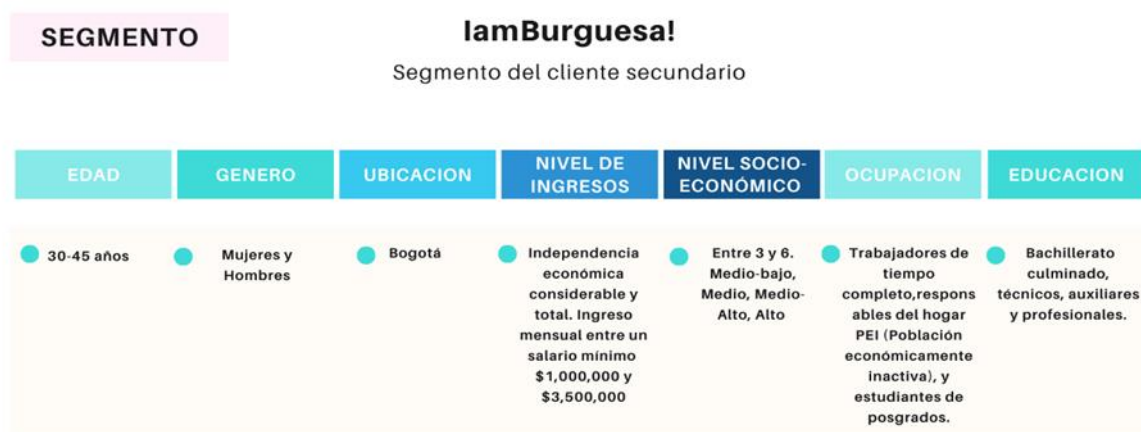 SEGMENTO
IamBurguesa!
Segmento del cliente secundario
EDAD
GENERO
UBICACION
NIVEL DE
INGRESOS
NIVEL SOCIO-
ECONÓMICO
OCUPACION
EDUCACION
30-45 años
Mujeres y
Hombres
Bogotá
Independencia
económica
considerable y
total. Ingreso
mensual entre un
salario mínimo
$1,000,000 y
$3,500,000
Entre 3 y 6.
Medio-bajo,
Medio, Medio-
Alto, Alto
Trabajadores de
tiempo
completo,respons
ables del hogar
PEI (Población
económicamente
inactiva), y
estudiantes de
posgrados.
Bachillerato
culminado,
técnicos, auxiliares
y profesionales.